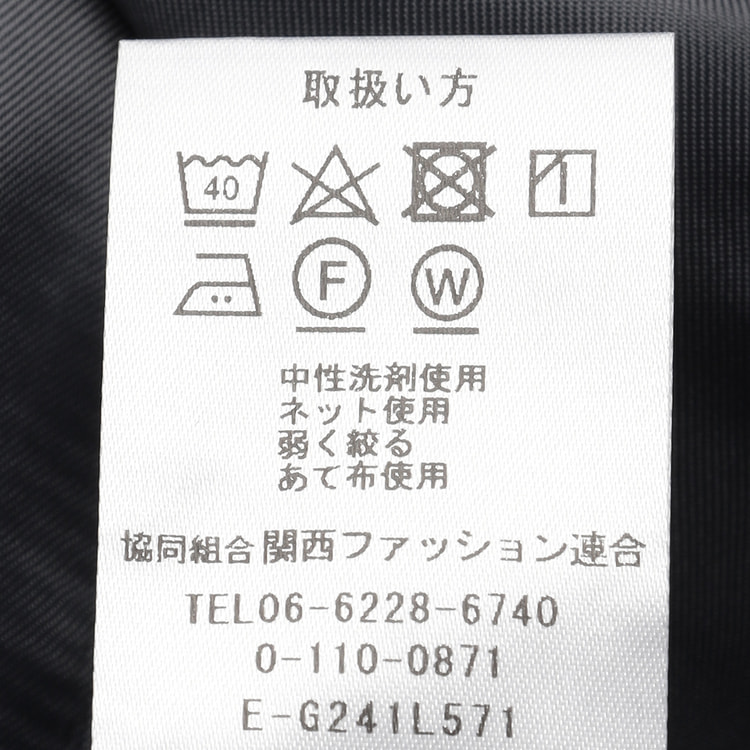 取扱い方
40
F W
中性洗剤使用
ネット使用
弱く絞る
あて布使用
協同組合関西ファッション連合
TEL06-6228-6740
0-110-0871
E-G241L571